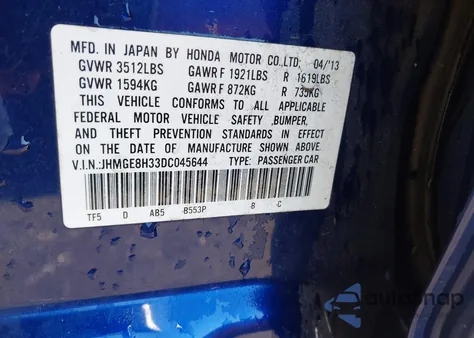 MFD. IN JAPAN BY HONDA MOTOR CO.,LTD. 04/'13
GVWR 3512LBS GAWR F 1921LBS R 1619LBS
GVWR 1594KG GAWR F 872KG R 735KG
THIS VEHICLE CONFORMS TO ALL APPLICABLE
FEDERAL MOTOR VEHICLE SAFETY ,BUMPER,
AND THEFT PREVENTION STANDARDS IN EFFECT
ON THE DATE OF MANUFACTURE SHOWN ABOVE.
V.I.N.:JHMGE8H33DC045644 TYPE: PASSENGER CAR
TF5 D AB5 -B553P -B -C
autosnap